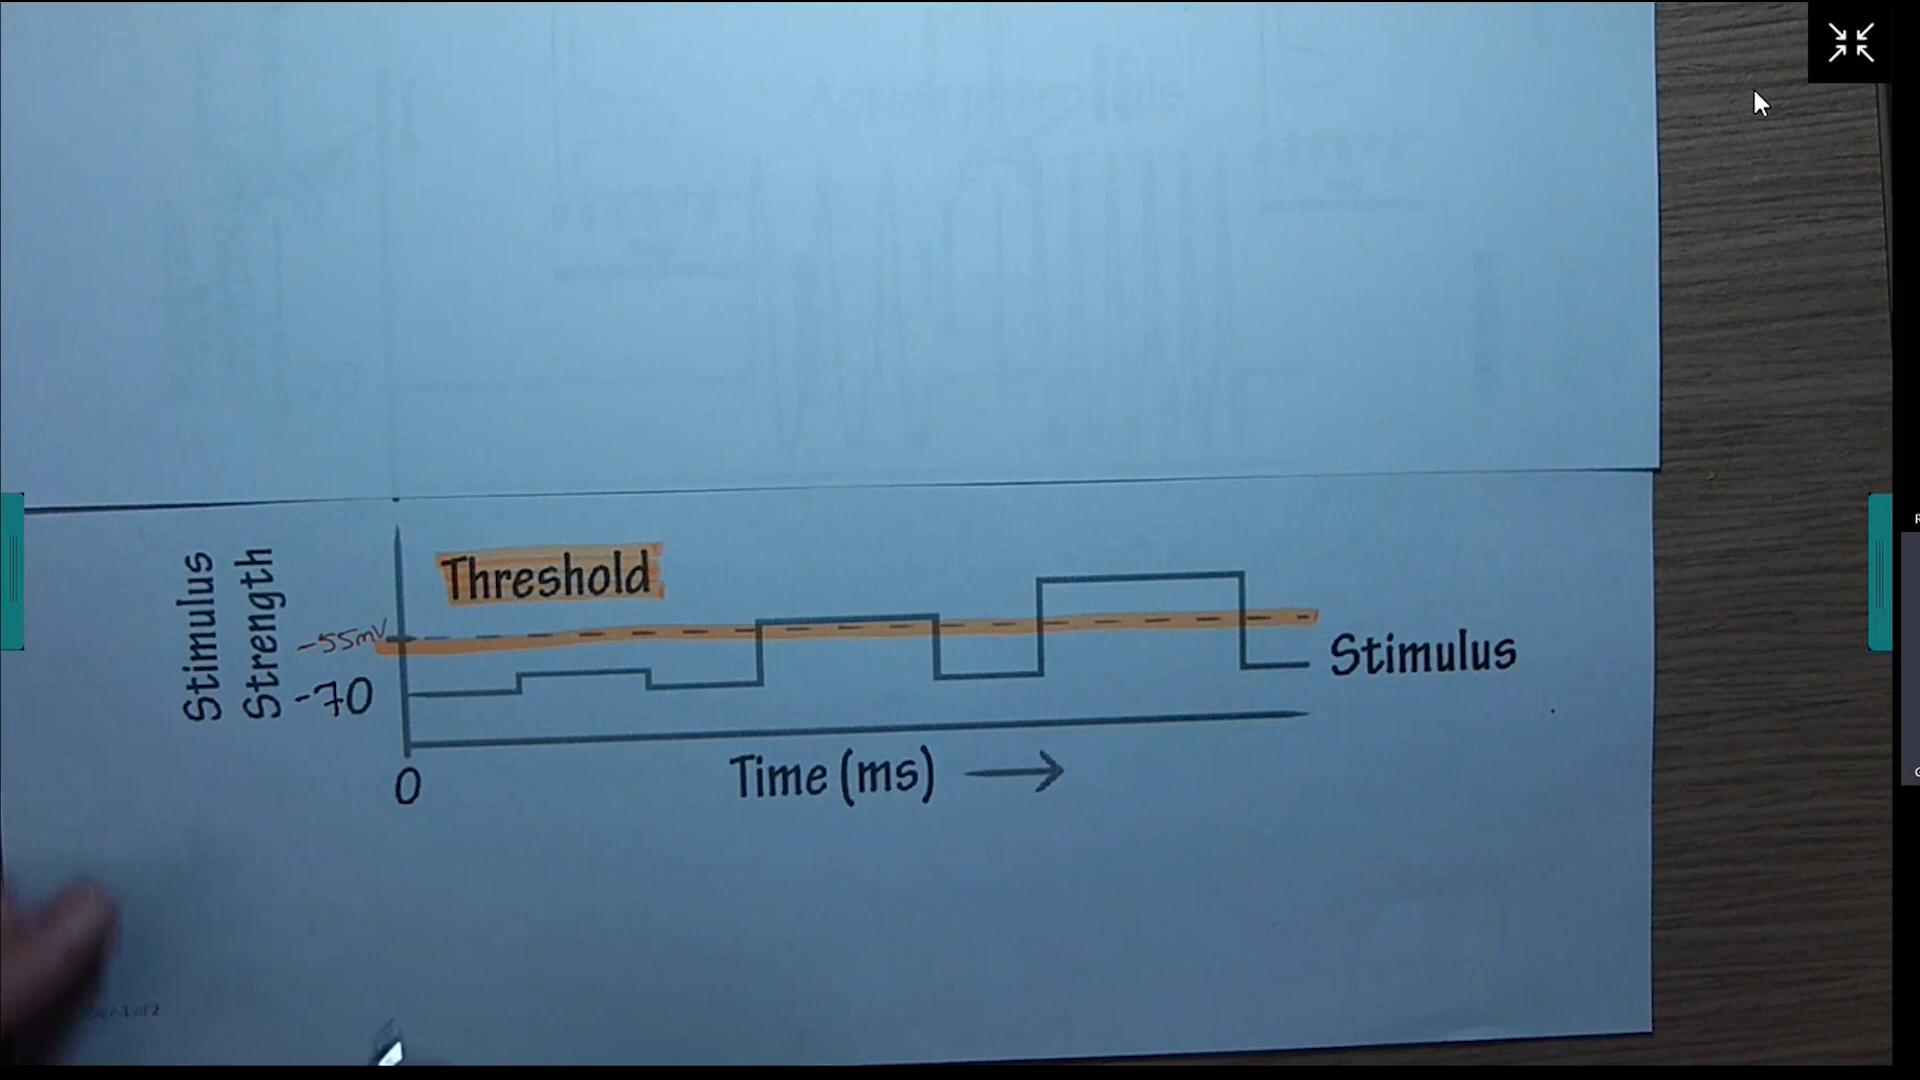 Threshold
Stimulus
Strength
-55mV
-70
Stimulus
0
Time (ms)